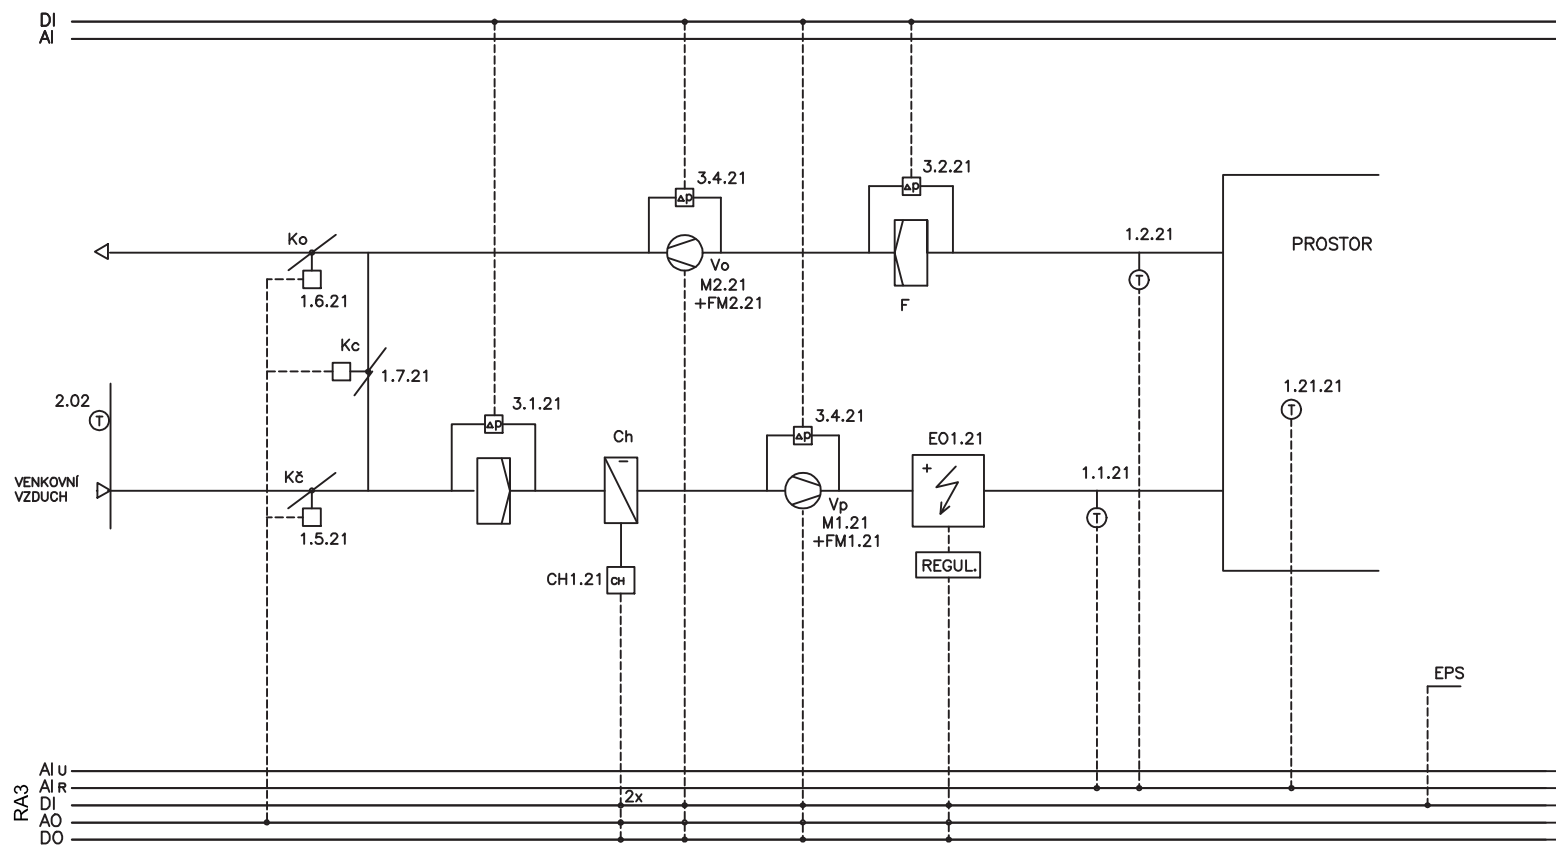 DI
AI
3.2.21
Δp
3.4.21
Δp
1.2.21
Ko
PROSTOR
Vo
T
M2.21
1.6.21
+FM2.21
F
Kc
1.7.21
1.21.21
2.02
3.1.21
T
T
Δp
3.4.21
Ch
Δp
EO1.21
1.1.21
+
Kč
VENKOVNÍ
VZDUCH
Vp
T
M1.21
1.5.21
+FM1.21
REGUL.
CH1.21
CH
EPS
RA3
AI U
AI R
2x
DI
AO
DO